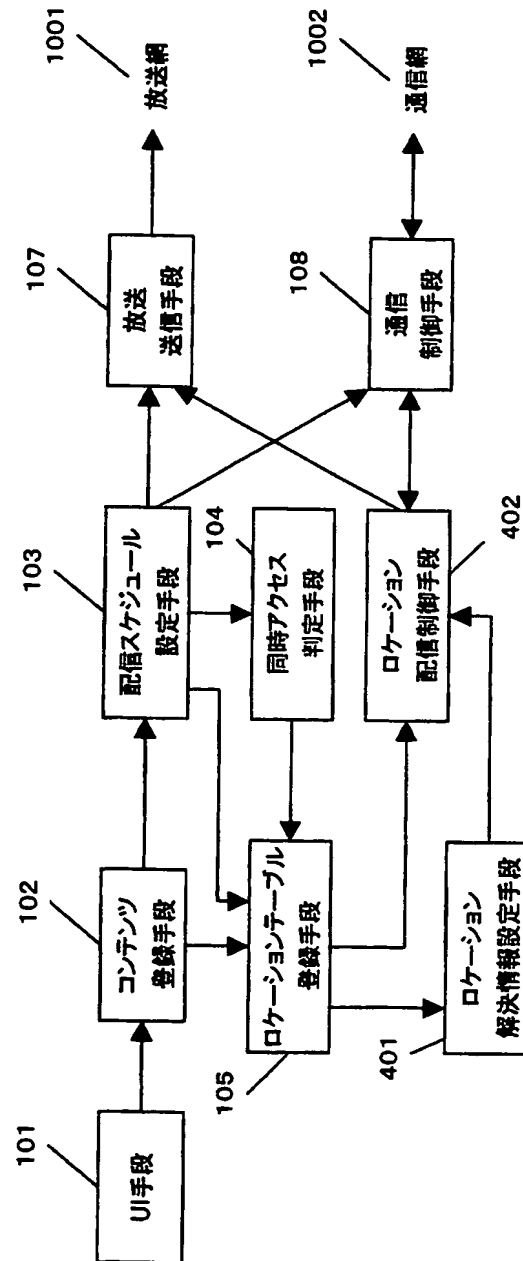 101
UI手段
102
コンテンツ
登録手段
103
配信スケジュール
設定手段
107
放送
送信手段
1001
放送網
105
ロケーションテーブル
登録手段
104
同時アクセス
判定手段
401
ロケーション
解決情報設定手段
402
ロケーション
配信制御手段
108
通信
制御手段
1002
通信網